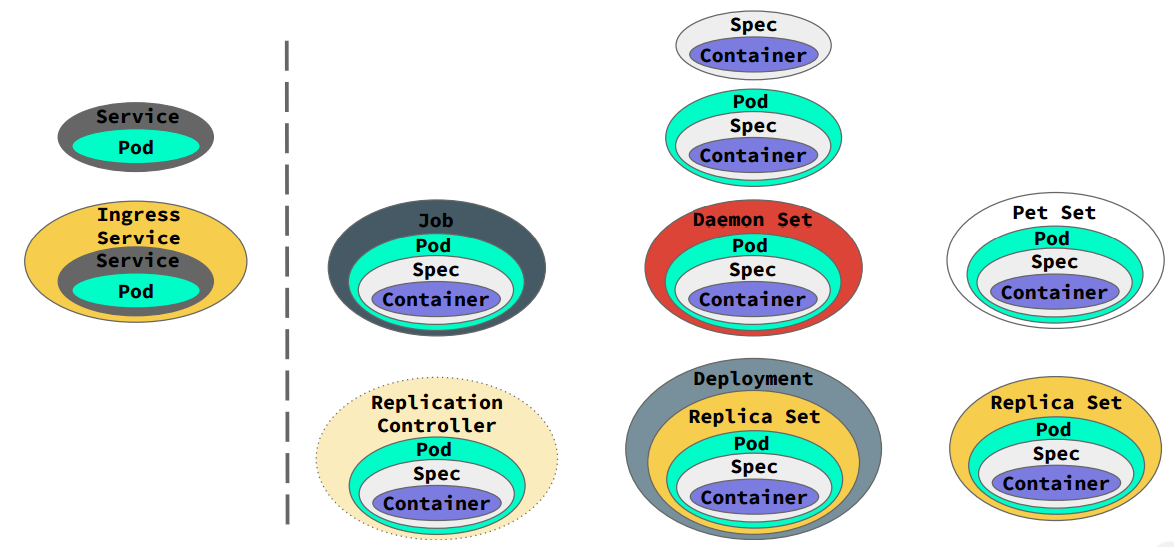 Spec
Container
Pod
Spec
Container
Service
Pod
Ingress
Service
Service
Pod
Job
Pod
Spec
Container
Daemon Set
Pod
Spec
Container
Pet Set
Pod
Spec
Container
Replication
Controller
Pod
Spec
Container
Deployment
Replica Set
Pod
Spec
Container
Replica Set
Pod
Spec
Container